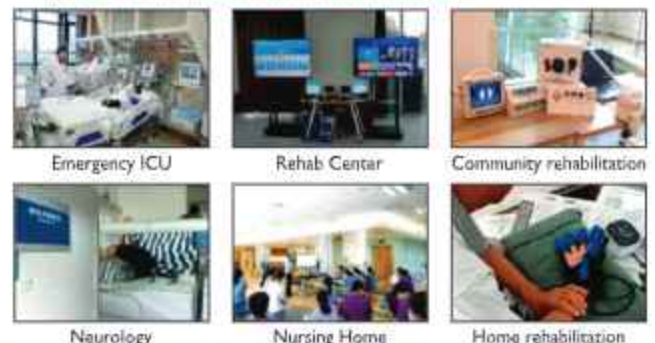 Emergency ICU
Rehab Center
Community rehabilitation
Neurology
Nursing Home
Home rehabilitation